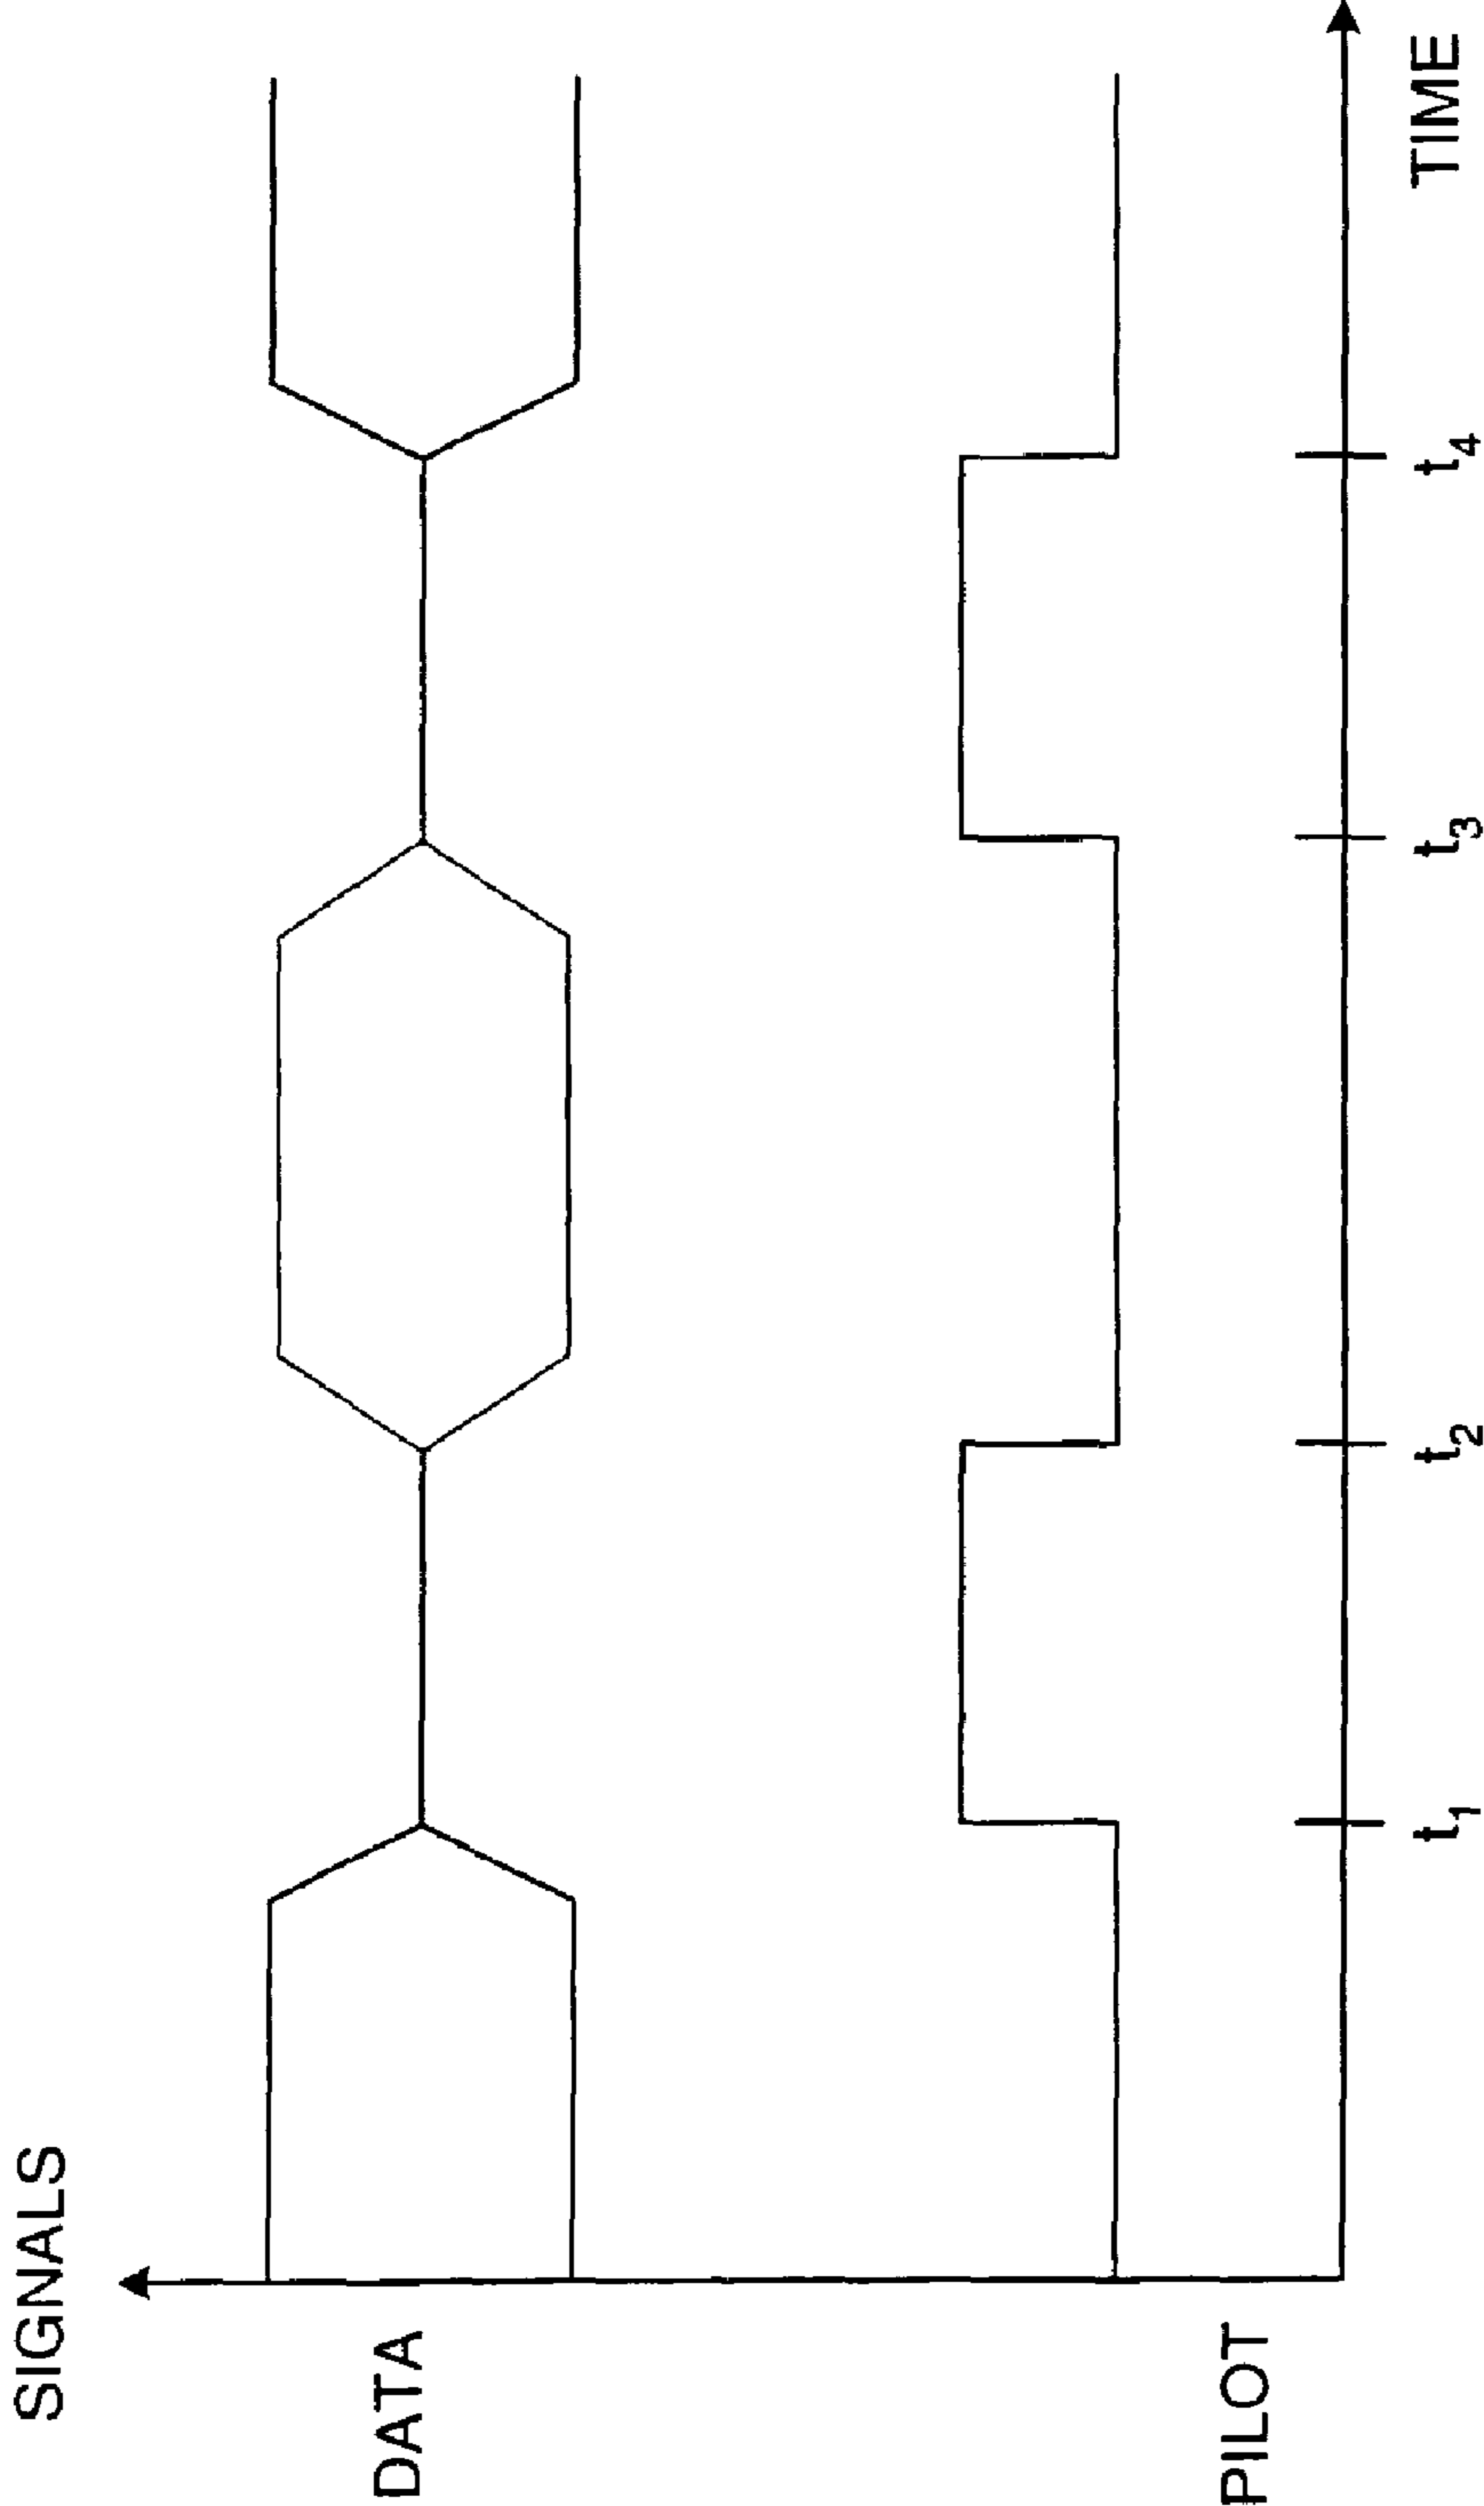 SIGNALS
DATA
PILOT
t1
t2
t3
t4
TIME